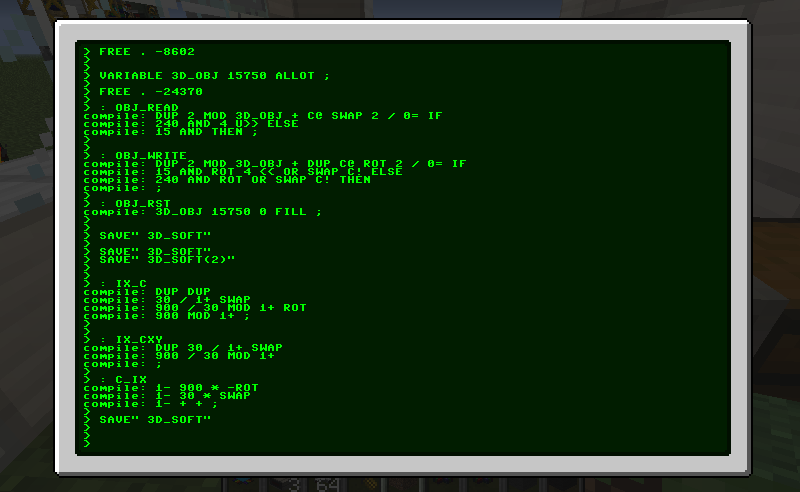 > FREE . -8602
>
>
> VARIABLE 3D_OBJ 15750 ALLOT ;
>
> FREE . -24370
>
> : OBJ_READ
compile: DUP 2 MOD 3D_OBJ + C@ SWAP 2 / 0= IF
compile: 240 AND 4 U>> ELSE
compile: 15 AND THEN ;
>
>
> : OBJ_WRITE
compile: DUP 2 MOD 3D_OBJ + DUP C@ ROT 2 / 0= IF
compile: 15 AND ROT 4 << OR SWAP C! ELSE
compile: 240 AND ROT OR SWAP C! THEN
compile: ;
>
> : OBJ_RST
compile: 3D_OBJ 15750 0 FILL ;
>
>
> SAVE" 3D_SOFT"
>
> SAVE" 3D_SOFT"
> SAVE" 3D_SOFT(2)"
>
>
> : IX_C
compile: DUP DUP
compile: 30 / 1+ SWAP
compile: 900 / 30 MOD 1+ ROT
compile: 900 MOD 1+ ;
>
>
> : IX_CXY
compile: DUP 30 / 1+ SWAP
compile: 900 / 30 MOD 1+
compile: ;
>
> : C_IX
compile: 1- 900 * -ROT
compile: 1- 30 * SWAP
compile: 1- + + ;
>
> SAVE" 3D_SOFT"
>
>
>
3 64